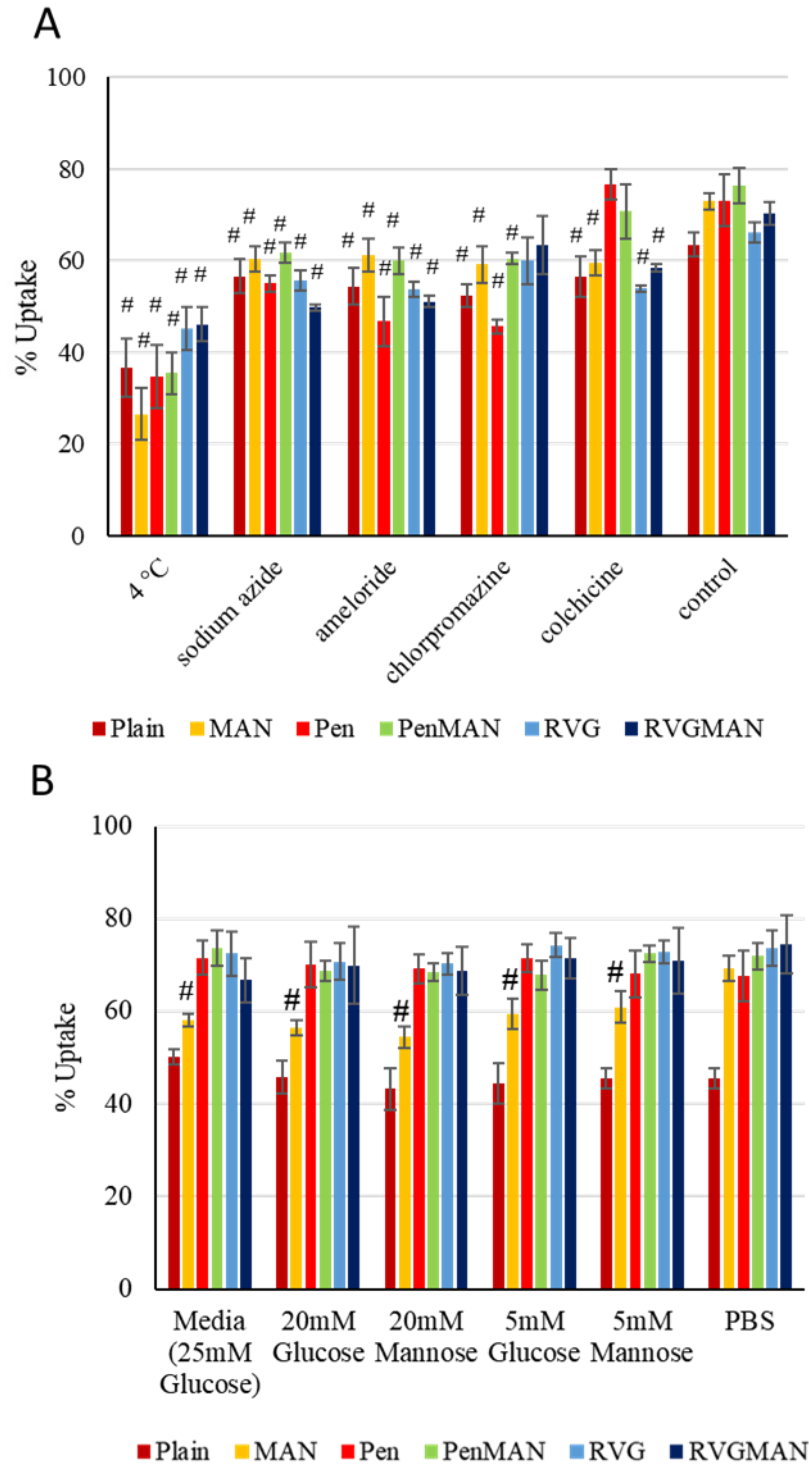 A
100
80
60
40
20
0
% Uptake
# # # # # #
# # # # # #
# # # # # #
# # # #
# # # #
4 °C
sodium azide
ameloride
chlorpromazine
colchicine
control
Plain MAN Pen PenMAN RVG RVGMAN
B
100
80
60
40
20
0
% Uptake
# # # # #
Media
(25mM
Glucose)
20mM
Glucose
20mM
Mannose
5mM
Glucose
5mM
Mannose
PBS
Plain MAN Pen PenMAN RVG RVGMAN